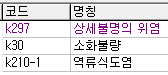 코드 명칭
k297 상세불명의 위염
k30 소화불량
k210-1 역류식도염